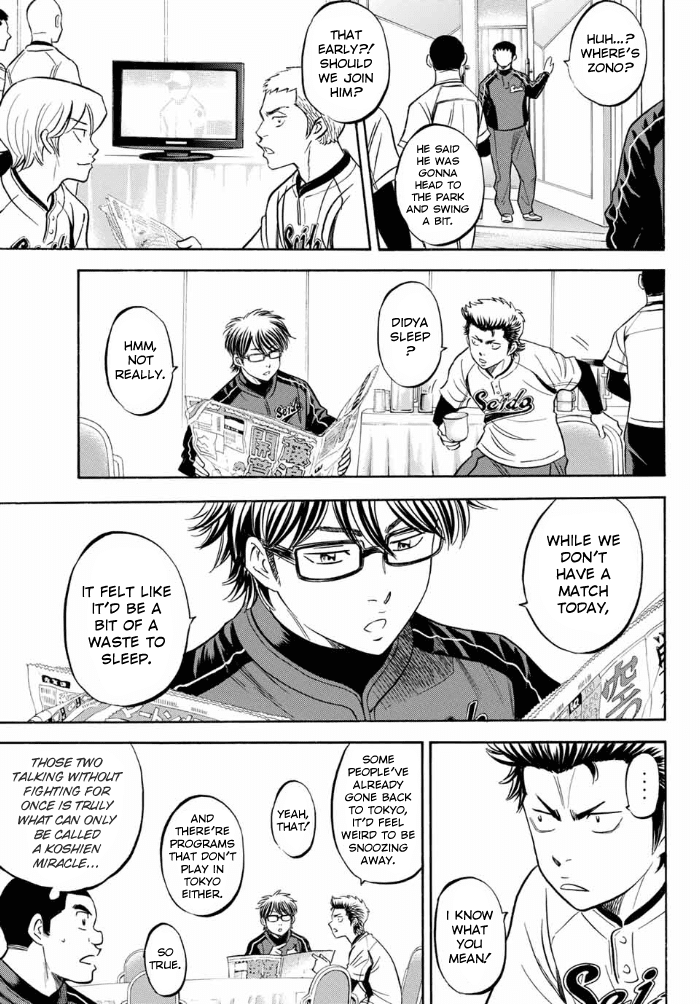 HUH...?
WHERE'S
ZONO?
HE SAID
HE WAS
GONNA
HEAD TO
THE PARK
AND SWING
A BIT.
Seido
THAT
EARLY?!
SHOULD
WE JOIN
HIM?
Seido
DIDYA
SLEEP
?
Seido
HMM,
NOT
REALLY.
Seido
WHILE WE
DON'T
HAVE A
MATCH
TODAY,
IT FELT LIKE
IT'D BE A
BIT OF A
WASTE TO
SLEEP.
....
I KNOW
WHAT
YOU
MEAN!
SOME
PEOPLE'VE
ALREADY
GONE BACK
TO TOKYO,
IT'D FEEL
WEIRD TO BE
SNOOZING
AWAY.
YEAH,
THAT!
AND
THERE'RE
PROGRAMS
THAT DON'T
PLAY IN
TOKYO
EITHER.
SO
TRUE.
THOSE TWO
TALKING WITHOUT
FIGHTING FOR
ONCE IS TRULY
WHAT CAN ONLY
BE CALLED
A KOSHIEN
MIRACLE...